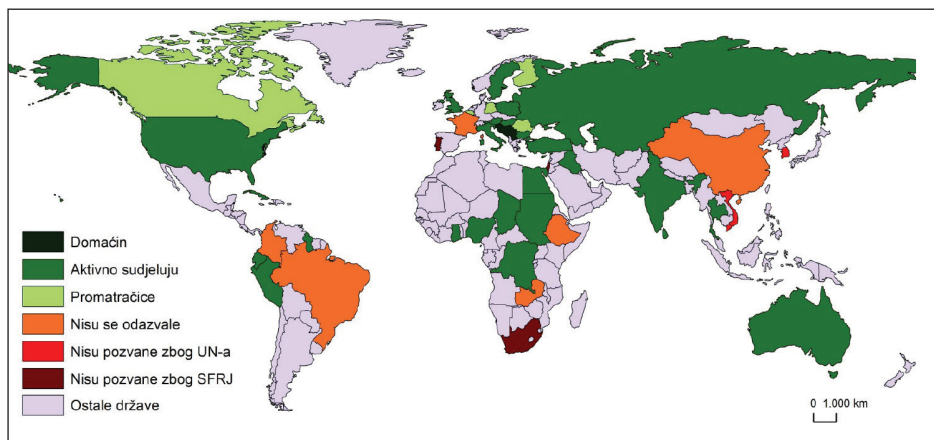 Domaćin
Aktivno sudjeluju
Promatračice
Nisu se odazvale
Nisu pozvane zbog UN-a
Nisu pozvane zbog SFRJ
Ostale države
0 1.000 km